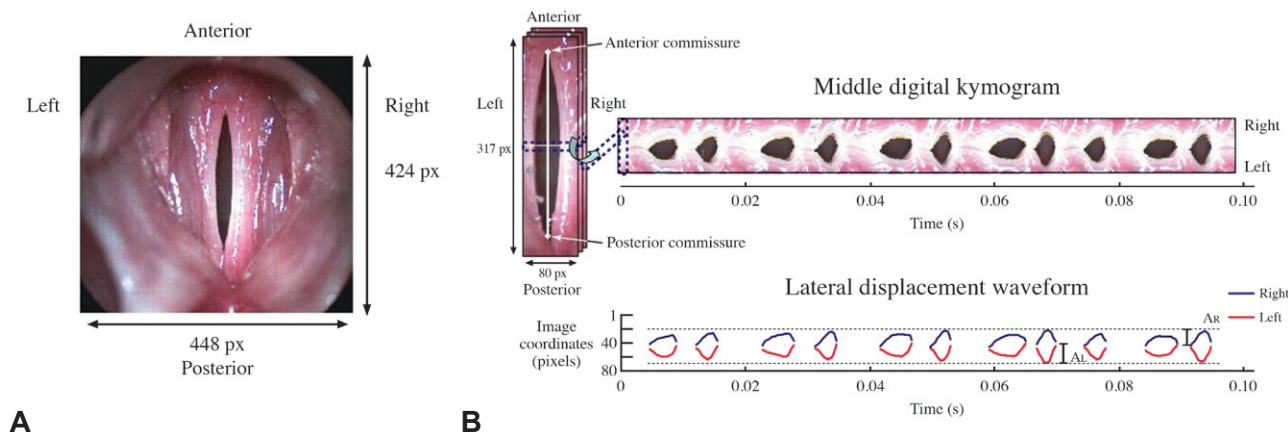 Anterior
Left
Right
424 px
448 px
Posterior
A
Anterior
Anterior commissure
Left
Right
317 px
Posterior commissure
80 px
Posterior
B
Middle digital kymogram
Right
Left
0 0.02 0.04 0.06 0.08 0.10
Time (s)
Lateral displacement waveform
Right
Left
Image
coordinates
(pixels)
1
40
80
AR
AL
0 0.02 0.04 0.06 0.08 0.10
Time (s)